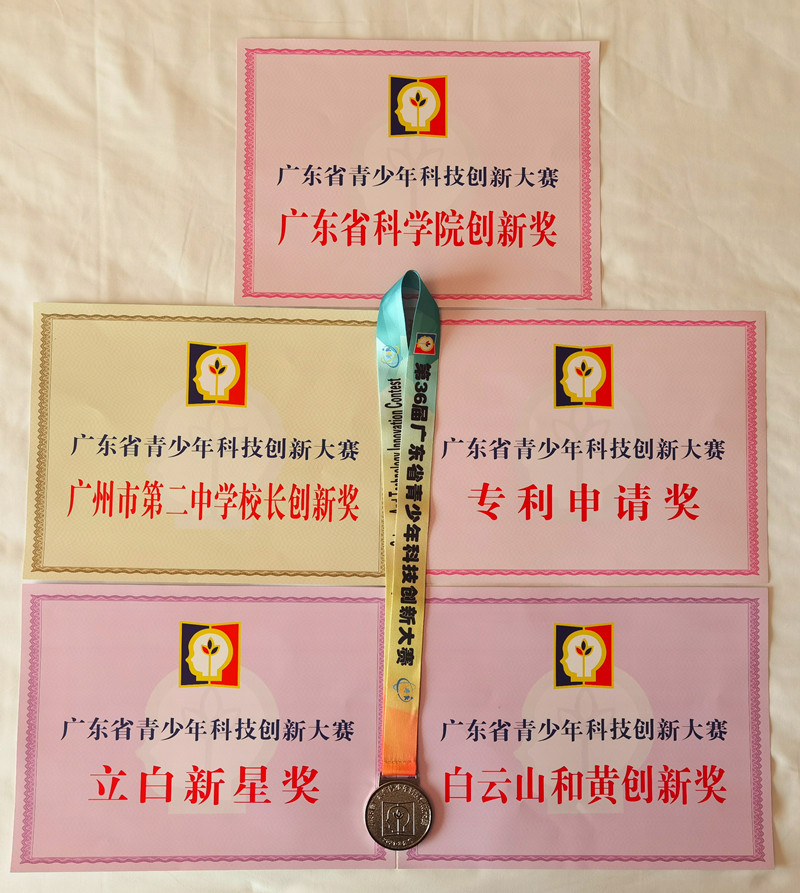 广东省青少年科技创新大赛
广东省科学院创新奖
广东省青少年科技创新大赛
广州市第二中学校长创新奖
第36届广东省青少年科技创新大赛
Technology Innovation Contest
广东省青少年科技创新大赛
专利申请奖
广东省青少年科技创新大赛
立白新星奖
广东省青少年科技创新大赛
白云山和黄创新奖